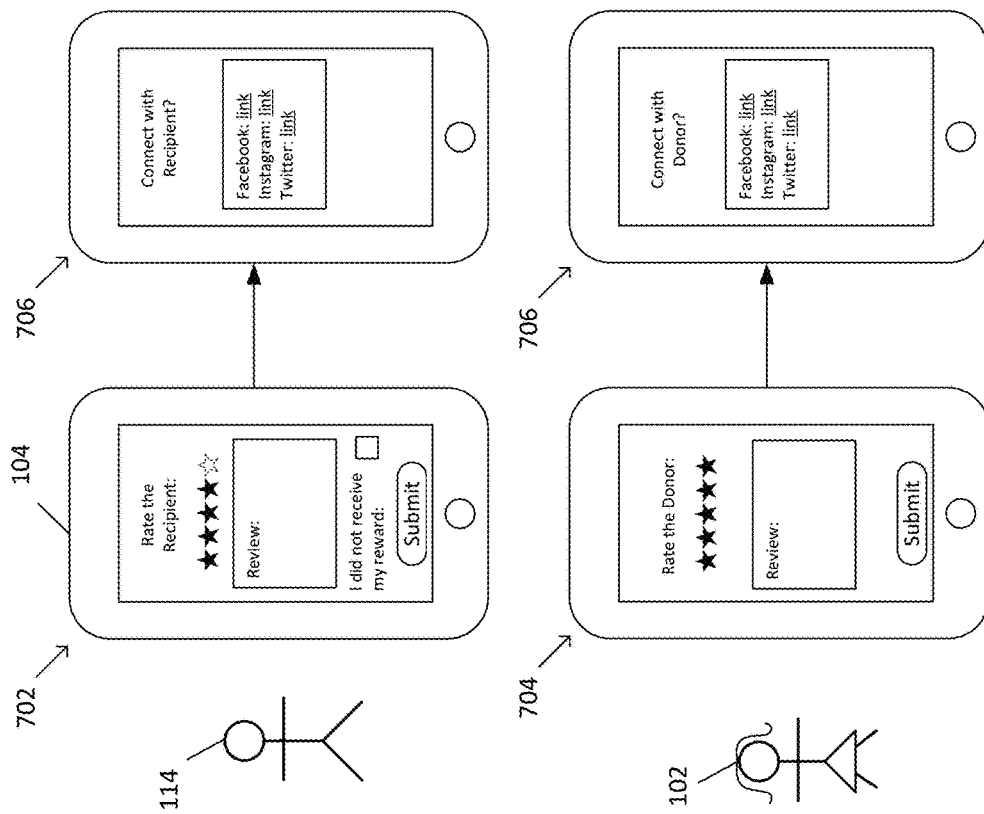 114
702
104
Rate the
Recipient:
Review:
I did not receive
my reward:
Submit
706
Connect with
Recipient?
Facebook: link
Instagram: link
Twitter: link
102
704
Rate the Donor:
Review:
Submit
706
Connect with
Donor?
Facebook: link
Instagram: link
Twitter: link